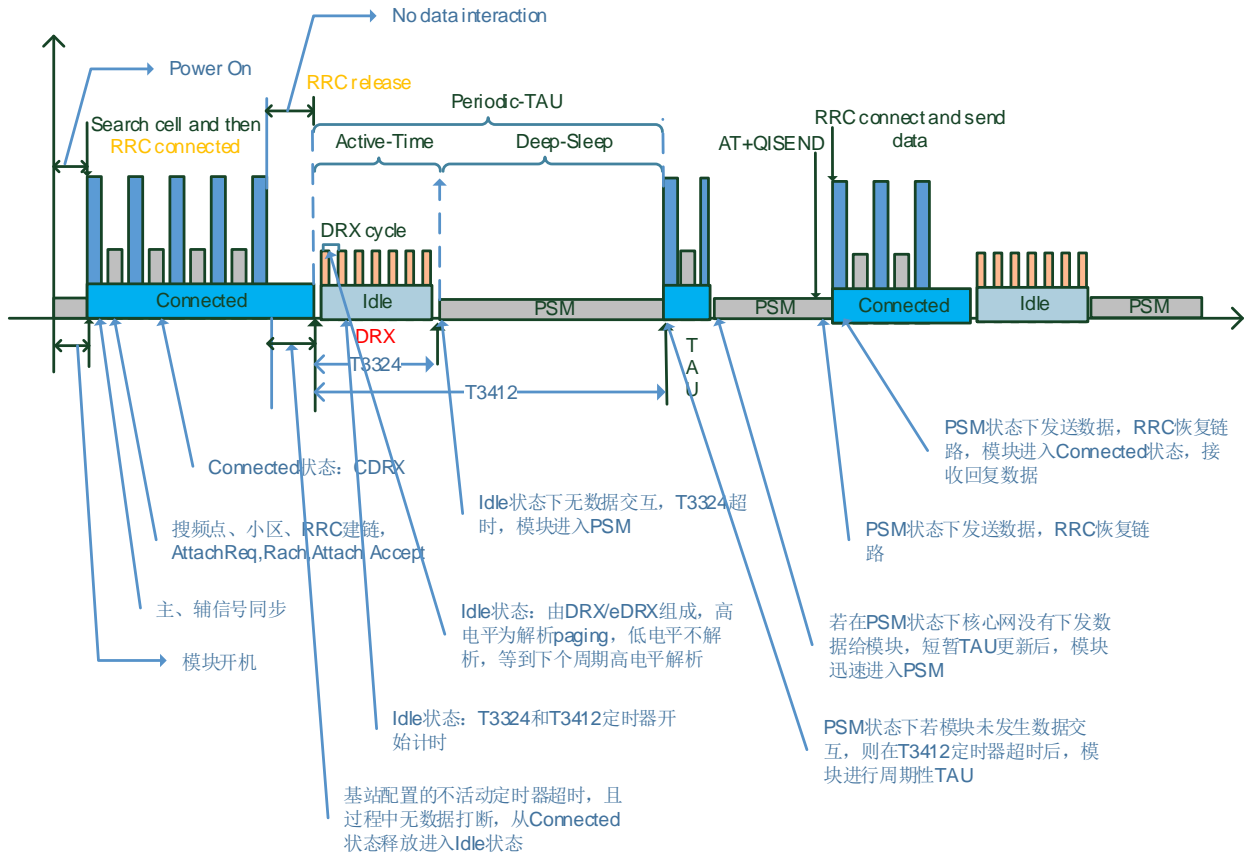 No data interaction
Power On
RRC release
Periodic-TAU
Search cell and then
RRC connected
Active-Time
Deep-Sleep
RRC connect and send
data
AT+QISEND
DRX cycle
Connected
Idle
PSM
PSM
Connected
Idle
PSM
DRX
T3324
T3412
T
A
U
Connected状态：CDRX
搜频点、小区、RRC建链，
AttachReq,Rach,Attach Accept
主、辅信号同步
模块开机
Idle状态下无数据交互，T3324超
时，模块进入PSM
Idle状态：由DRX/eDRX组成，高
电平为解析paging，低电平不解
析，等到下个周期高电平解析
Idle状态：T3324和T3412定时器开
始计时
基站配置的不活动定时器超时，且
过程中无数据打断，从Connected
状态释放进入Idle状态
PSM状态下发送数据，RRC恢复链
路，模块进入Connected状态，接
收回复数据
PSM状态下发送数据，RRC恢复链
路
若在PSM状态下核心网没有下发数
据给模块，短暂TAU更新后，模块
迅速进入PSM
PSM状态下若模块未发生数据交
互，则在T3412定时器超时后，模
块进行周期性TAU